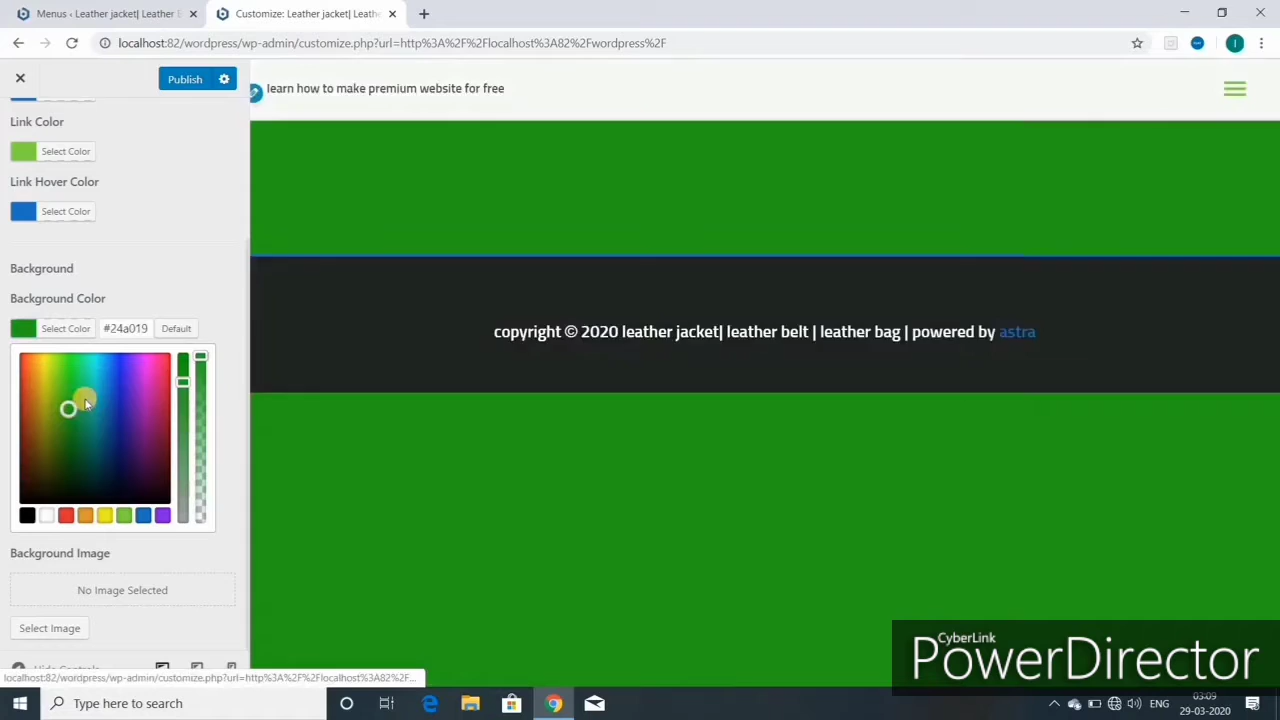 Menus ‹ Leather jacket| Leather B
Customize: Leather jacket| Leath
localhost:82/wordpress/wp-admin/customize.php?url=http%3A%2F%2Flocalhost%3A82%2Fwordpress%2F
Publish
learn how to make premium website for free
Link Color
Select Color
Link Hover Color
Select Color
Background
Background Color
Select Color
#24a019
Default
copyright © 2020 leather jacket| leather belt | leather bag | powered by astra
Background Image
No Image Selected
Select Image
Hide Controls
localhost:82/wordpress/wp-admin/customize.php?url=http%3A%2F%2Flocalhost%3A82%2F...
CyberLink
PowerDirector
Type here to search
ENG
03:09
29-03-2020